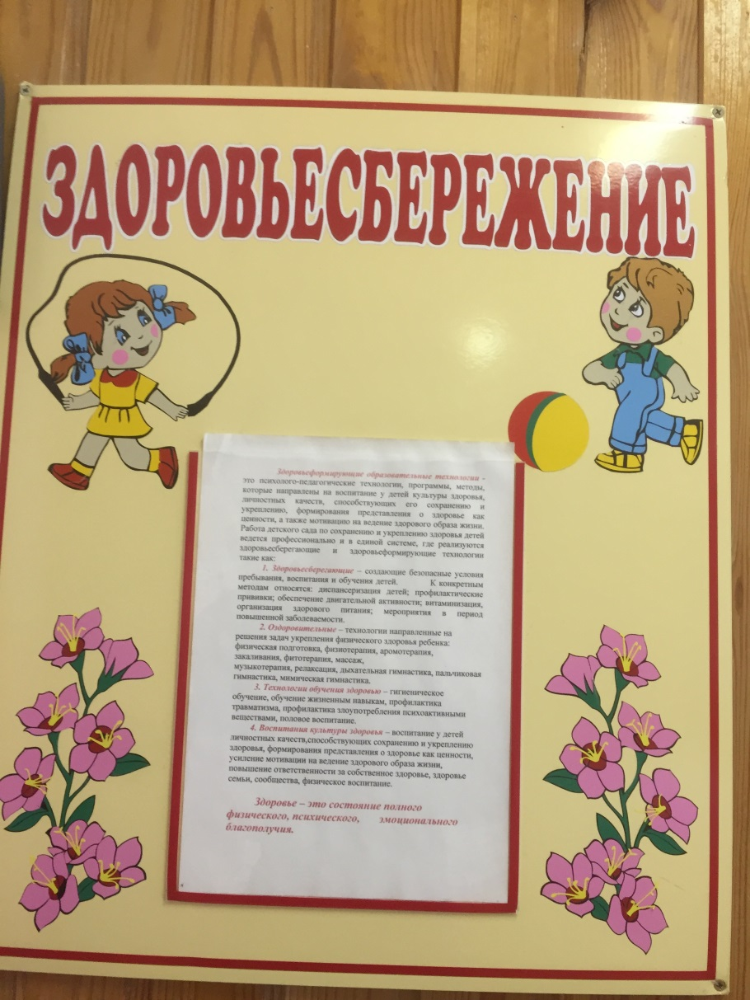 ЗДОРОВЬЕСБЕРЕЖЕНИЕ
Здоровьеформирующие образовательные технологии -
это психолого-педагогические технологии, программы, методы,
которые направлены на воспитание у детей культуры здоровья,
личностных качеств, способствующих его сохранению и
укреплению, формирования представления о здоровье как
ценности, а также мотивацию на ведение здорового образа жизни.
Работа детского сада по сохранению и укреплению здоровья детей
ведется профессионально и в единой системе, где реализуются
здоровьесберегающие и здоровьеформирующие технологии
такие как:
1. Здоровьесберегающие – создающие безопасные условия
пребывания, воспитания и обучения детей. К конкретным
методам относятся: диспансеризация детей; профилактические
прививки; обеспечение двигательной активности; витаминизация,
организация здорового питания; мероприятия в период
повышенной заболеваемости.
2. Оздоровительные – технологии направленные на
решения задач укрепления физического здоровья ребенка:
физическая подготовка, физиотерапия, аромотерапия,
закаливания, фитотерапия, массаж,
музыкотерапия, релаксация, дыхательная гимнастика, пальчиковая
гимнастика, мимическая гимнастика.
3. Технологии обучения здоровью – гигиеническое
обучение, обучение жизненным навыкам, профилактика
травматизма, профилактика злоупотребления психоактивными
веществами, половое воспитание.
4. Воспитания культуры здоровья – воспитание у детей
личностных качеств,способствующих сохранению и укреплению
здоровья, формирования представления о здоровье как ценности,
усиление мотивации на ведение здорового образа жизни,
повышение ответственности за собственное здоровье, здоровье
семьи, сообщества, физическое воспитание.
Здоровье – это состояние полного
физического, психического, эмоционального
благополучия.